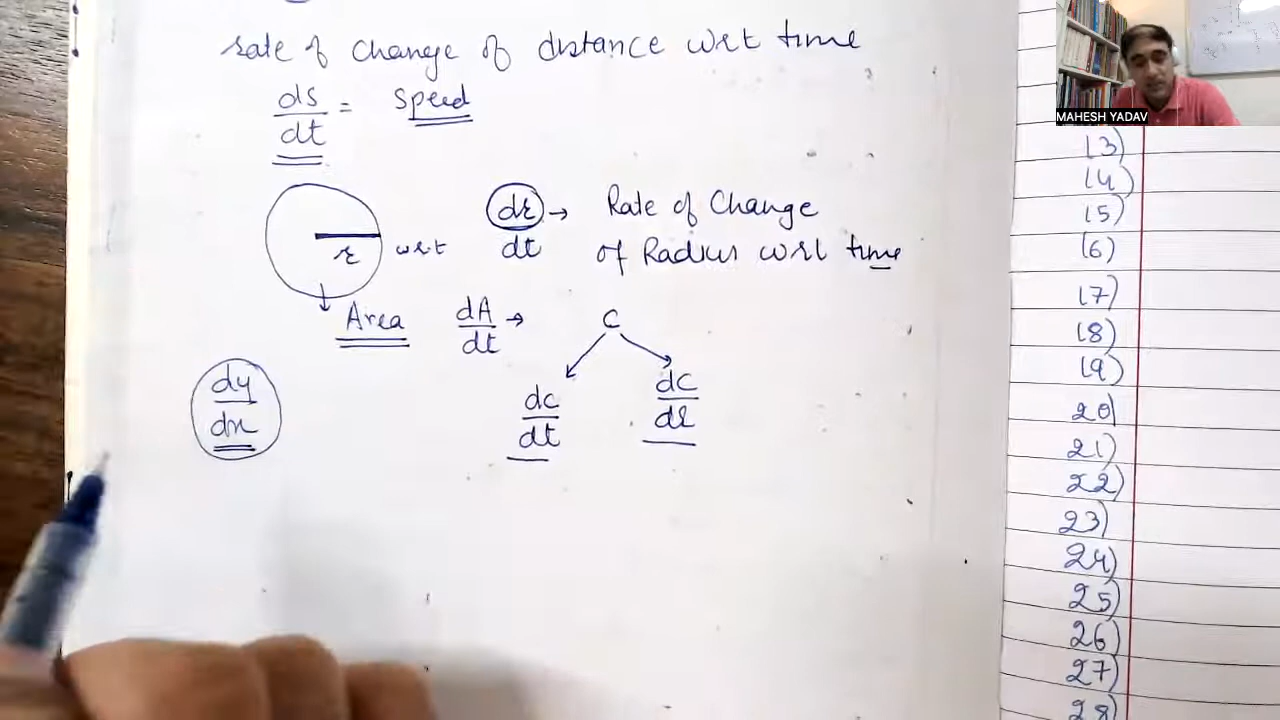 rate of change of distance wrt time
ds/dt = speed
r wrt dr/dt → Rate of Change
of Radius wrt time
Area dA/dt → C
dy/dx dc/dt dc/dr
MAHESH YADAV
13)
14)
15)
16)
17)
18)
19)
20)
21)
22)
23)
24)
25)
26)
27)
28)